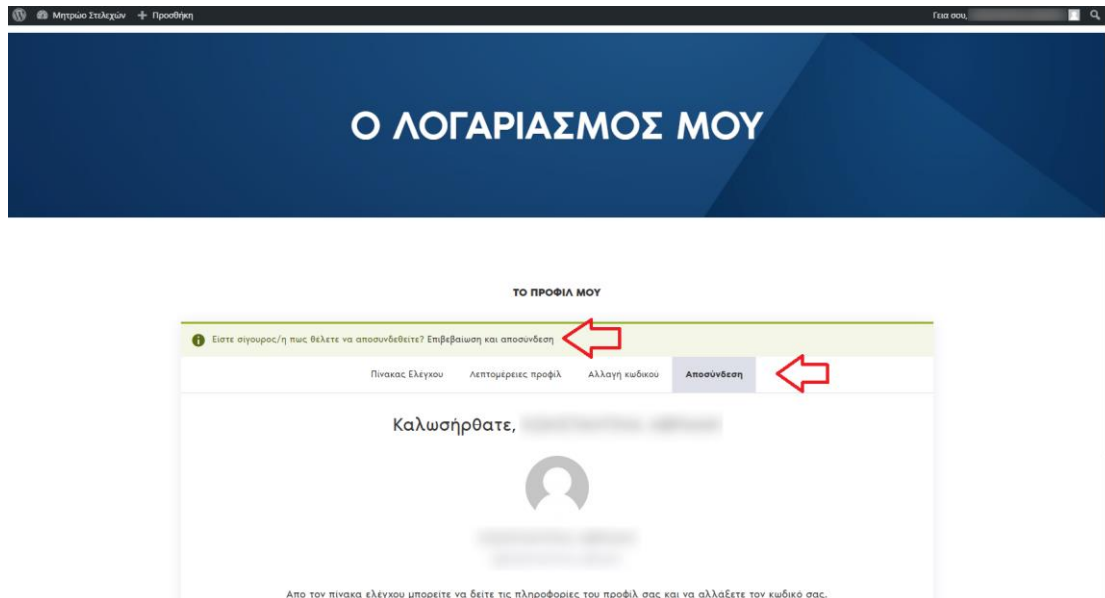 Μητρώο Στελεχών + Προσθήκη Γεια σου,
Ο ΛΟΓΑΡΙΑΣΜΟΣ ΜΟΥ
ΤΟ ΠΡΟΦΙΛ ΜΟΥ
Είστε σίγουρος/η πως θέλετε να αποσυνδεθείτε? Επιβεβαίωση και αποσύνδεση
Πίνακας Ελέγχου Λεπτομέρειες προφίλ Αλλαγή κωδικού Αποσύνδεση
Καλωσήρθατε,
Απο τον πίνακα ελέγχου μπορείτε να δείτε τις πληροφορίες του προφίλ σας και να αλλάξετε τον κωδικό σας.